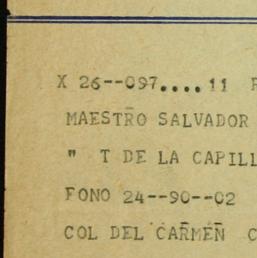 X 26--097....11
MAESTRO SALVADOR
" T DE LA CAPILL
FONO 24--90--02
COL DEL CARMEN C